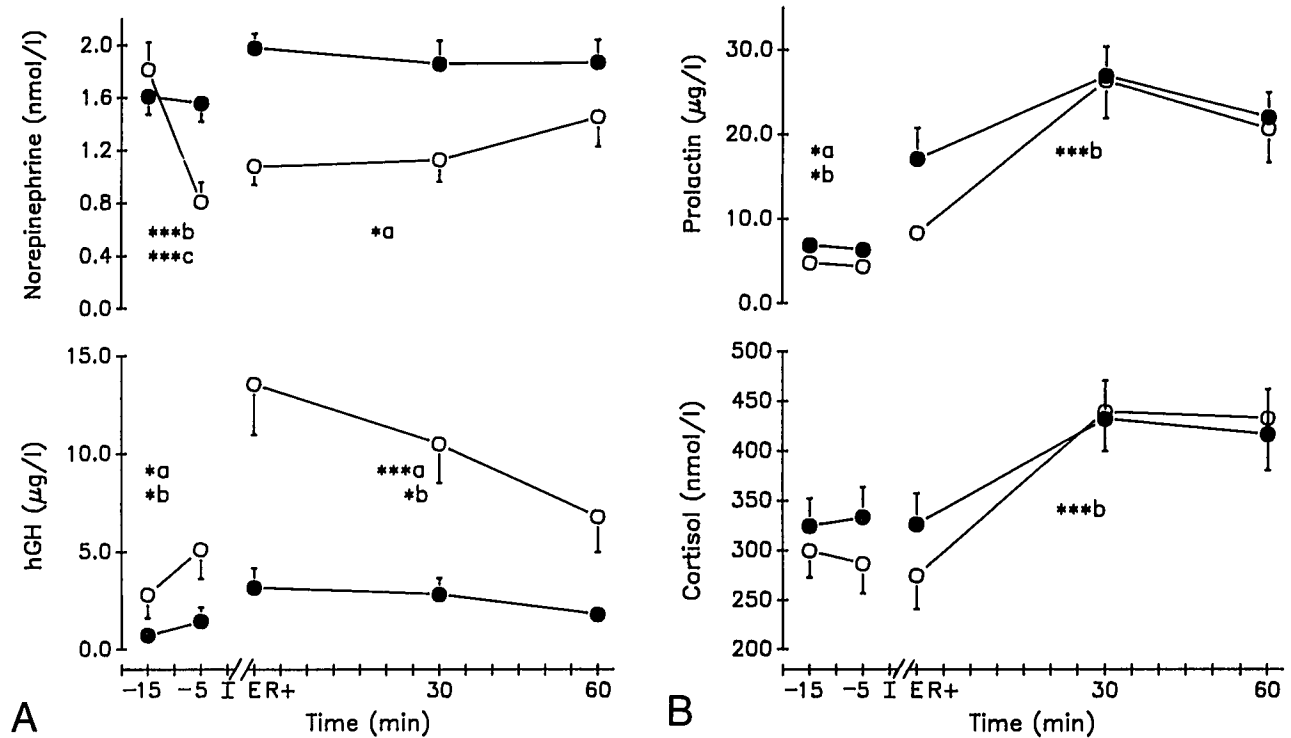 Norepinephrine (nmol/l)
2.0
1.6
1.2
0.8
0.4
0.0
***b
***c
*a
hGH (μg/l)
15.0
10.0
5.0
0.0
*a
*b
***a
*b
-15 -5 I ER+ 30 60
Time (min)
A
Prolactin (μg/l)
30.0
20.0
10.0
0.0
*a
*b
***b
Cortisol (nmol/l)
500
450
400
350
300
250
200
***b
-15 -5 I ER+ 30 60
Time (min)
B